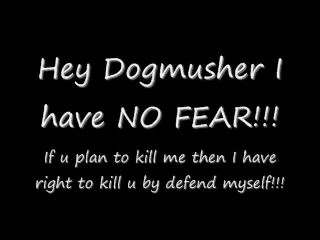 Hey Dogmusher I
have NO FEAR!!!
If u plan to kill me then I have
right to kill u by defend myself!!!